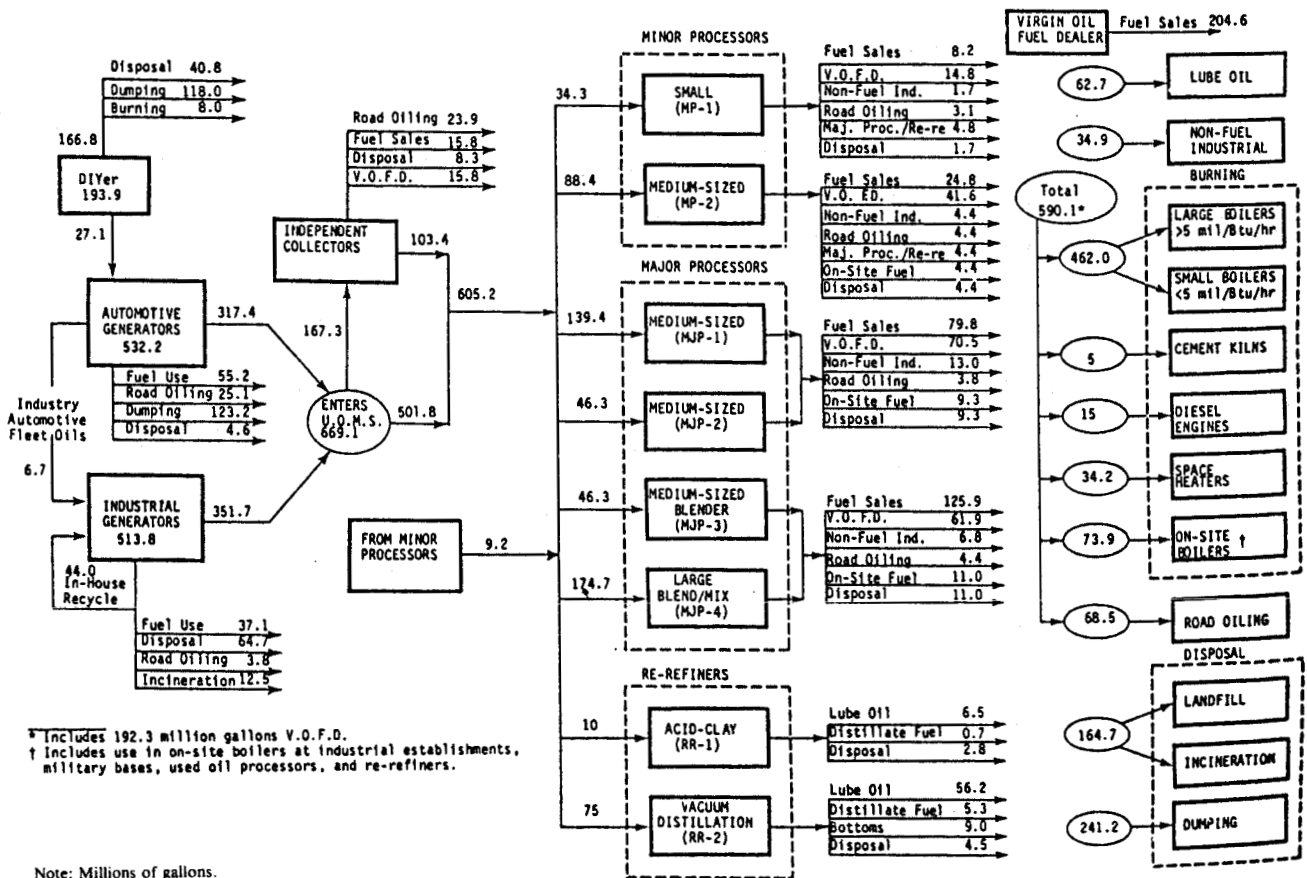 Disposal 40.8
Dumping 118.0
Burning 8.0
166.8
DIYer
193.9
27.1
AUTOMOTIVE
GENERATORS
532.2
317.4
Fuel Use 55.2
Road Oiling 25.1
Dumping 123.2
Disposal 4.6
Industry
Automotive
Fleet Oils
6.7
INDUSTRIAL
GENERATORS
513.8
351.7
44.0
In-House
Recycle
Fuel Use 37.1
Disposal 64.7
Road Oiling 3.8
Incineration 12.5
Road Oiling 23.9
Fuel Sales 15.8
Disposal 8.3
V.O.F.D. 15.8
INDEPENDENT
COLLECTORS
103.4
167.3
ENTERS
U.O.M.S.
669.1
501.8
605.2
FROM MINOR
PROCESSORS
9.2
MINOR PROCESSORS
34.3
SMALL
(MP-1)
Fuel Sales 8.2
V.O.F.D. 14.8
Non-Fuel Ind. 1.7
Road Oiling 3.1
Maj. Proc./Re-re 4.8
Disposal 1.7
88.4
MEDIUM-SIZED
(MP-2)
Fuel Sales 24.8
V.O. F.D. 41.6
Non-Fuel Ind. 4.4
Road Oiling 4.4
Maj. Proc./Re-re 4.4
On-Site Fuel 4.4
Disposal 4.4
MAJOR PROCESSORS
139.4
MEDIUM-SIZED
(MJP-1)
46.3
MEDIUM-SIZED
(MJP-2)
Fuel Sales 79.8
V.O.F.D. 70.5
Non-Fuel Ind. 13.0
Road Oiling 3.8
On-Site Fuel 9.3
Disposal 9.3
46.3
MEDIUM-SIZED
BLENDER
(MJP-3)
174.7
LARGE
BLEND/MIX
(MJP-4)
Fuel Sales 125.9
V.O.F.D. 61.9
Non-Fuel Ind. 6.8
Road Oiling 4.4
On-Site Fuel 11.0
Disposal 11.0
RE-REFINERS
10
ACID-CLAY
(RR-1)
Lube Oil 6.5
Distillate Fuel 0.7
Disposal 2.8
75
VACUUM
DISTILLATION
(RR-2)
Lube Oil 56.2
Distillate Fuel 5.3
Bottoms 9.0
Disposal 4.5
VIRGIN OIL
FUEL DEALER
Fuel Sales 204.6
62.7
LUBE OIL
34.9
NON-FUEL
INDUSTRIAL
Total
590.1*
BURNING
462.0
LARGE BOILERS
>5 mil/Btu/hr
SMALL BOILERS
<5 mil/Btu/hr
5
CEMENT KILNS
15
DIESEL
ENGINES
34.2
SPACE
HEATERS
73.9
ON-SITE
BOILERS †
68.5
ROAD OILING
DISPOSAL
164.7
LANDFILL
INCINERATION
241.2
DUMPING
* Includes 192.3 million gallons V.O.F.D.
† Includes use in on-site boilers at industrial establishments,
military bases, used oil processors, and re-refiners.
Note: Millions of gallons.